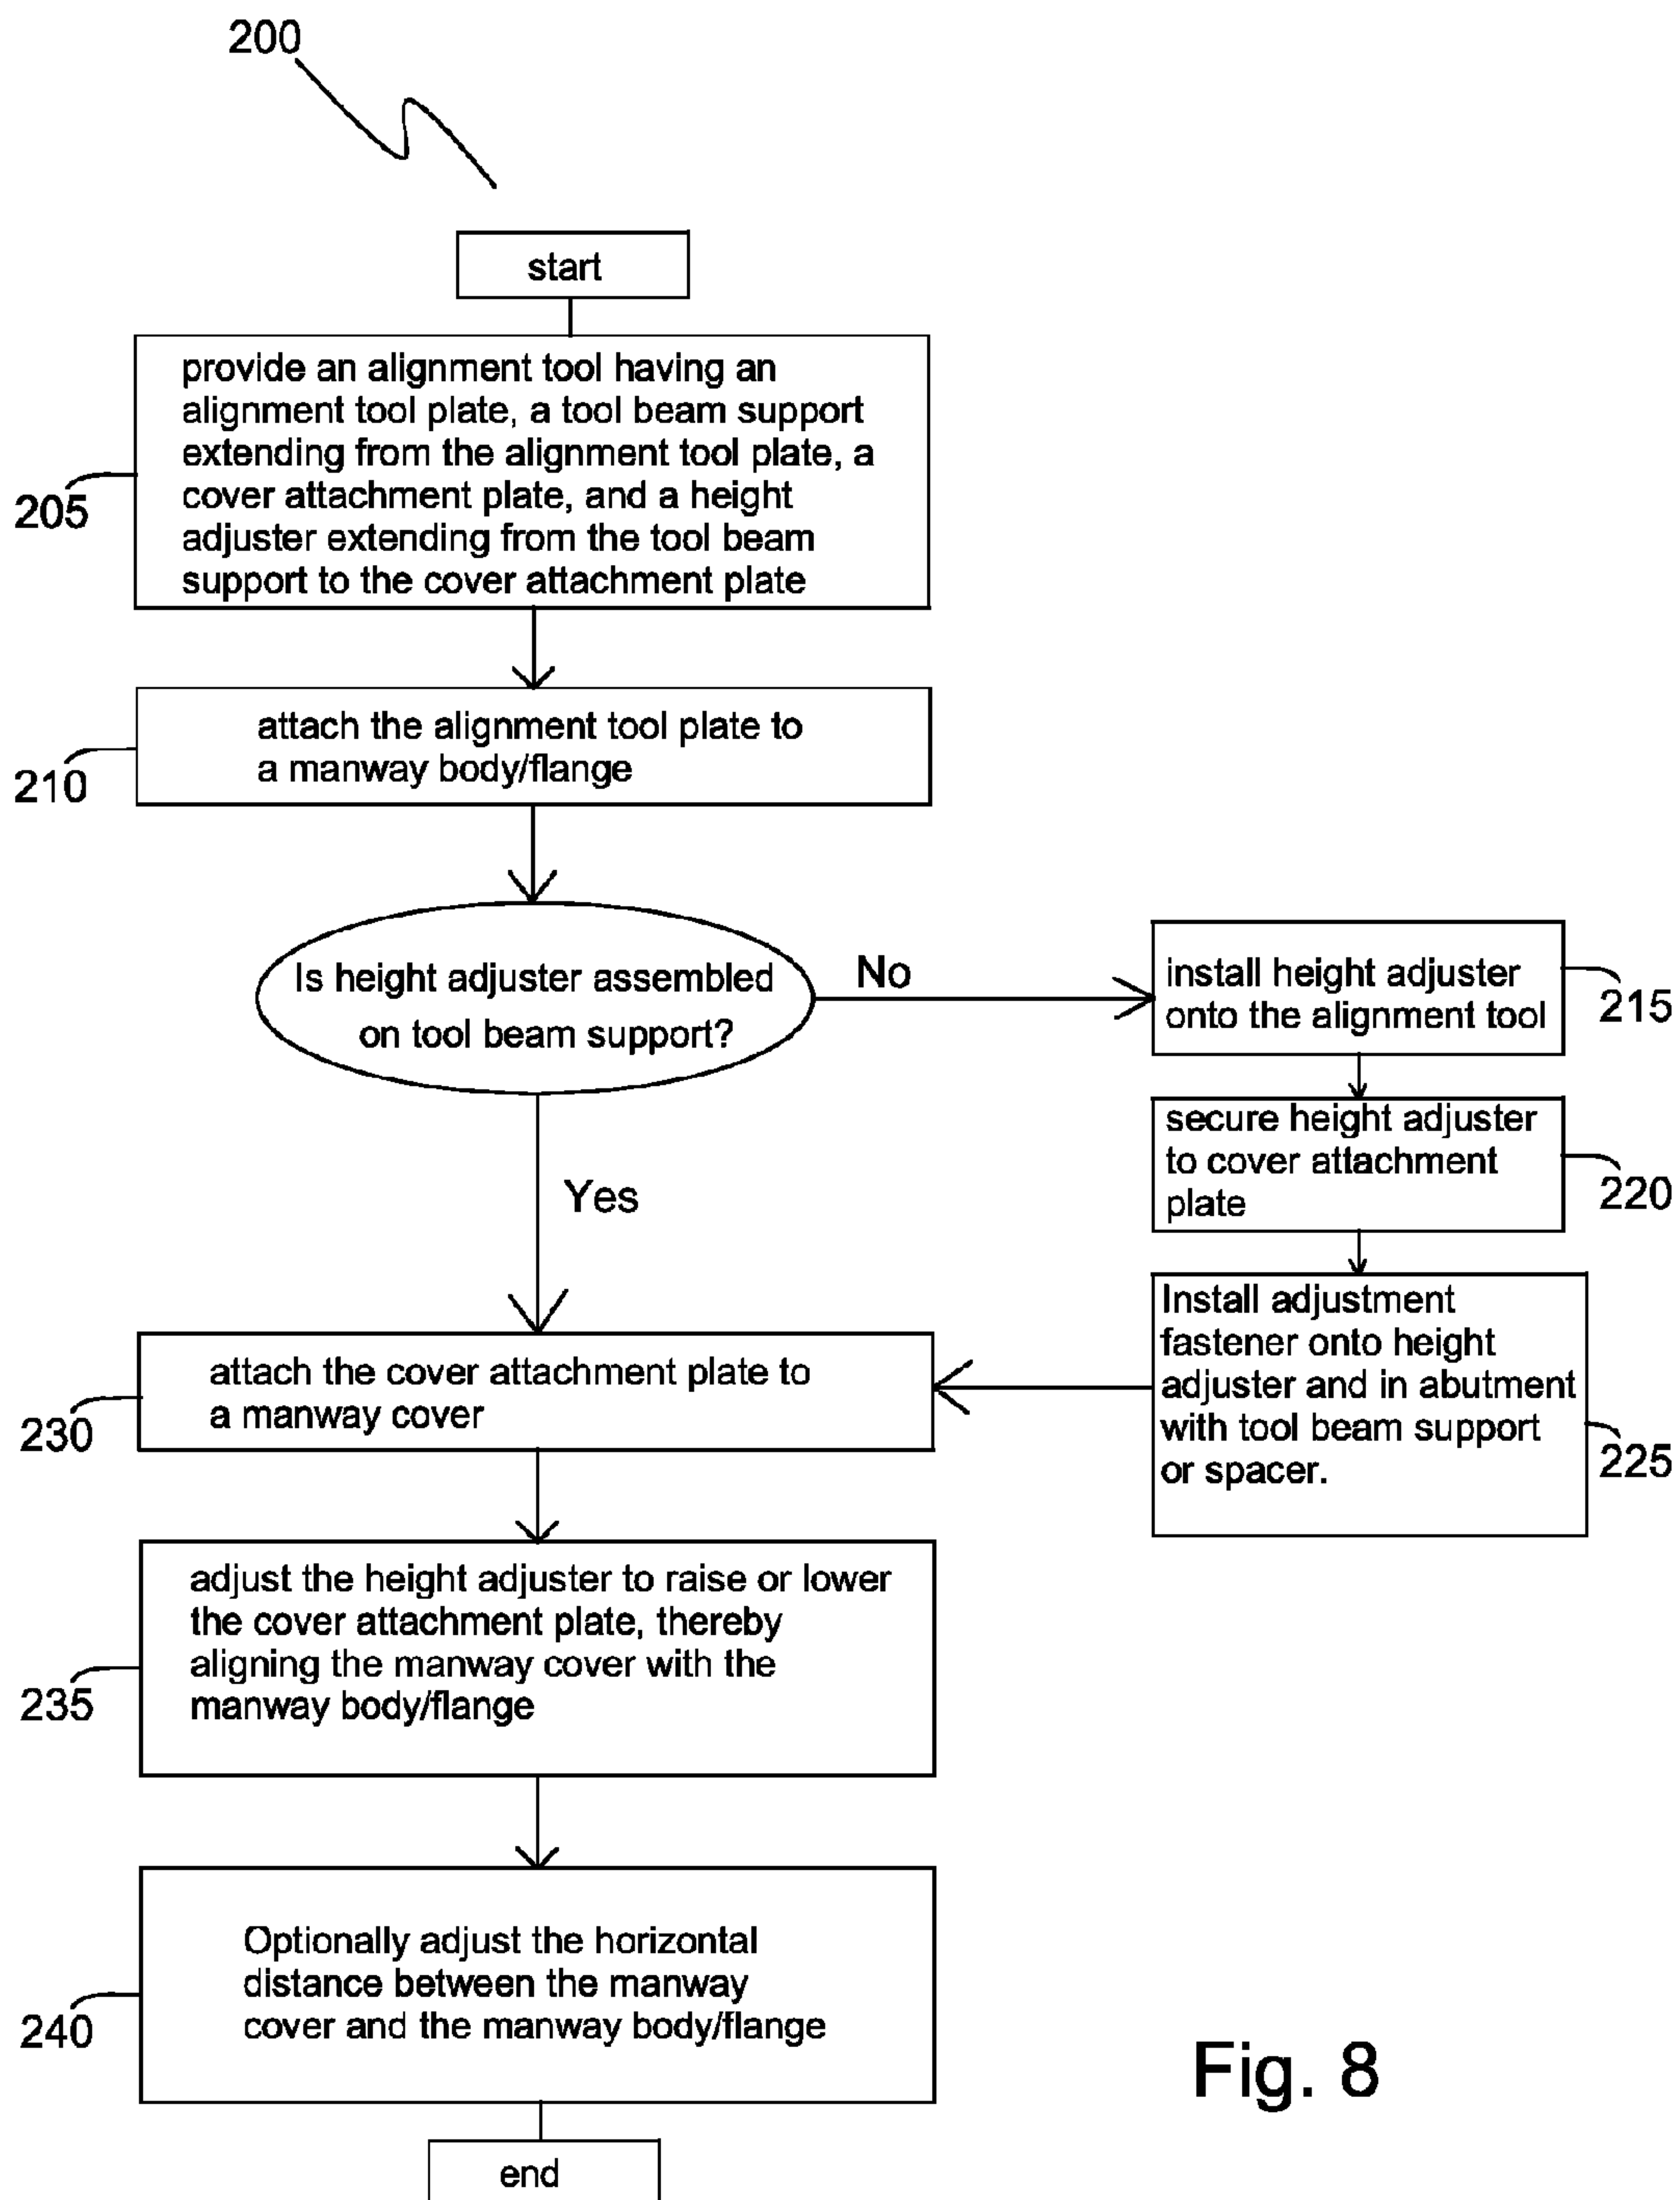 200
start
provide an alignment tool having an
alignment tool plate, a tool beam support
extending from the alignment tool plate, a
cover attachment plate, and a height
adjuster extending from the tool beam
support to the cover attachment plate
205
attach the alignment tool plate to
a manway body/flange
210
Is height adjuster assembled
on tool beam support?
No
install height adjuster
onto the alignment tool
215
secure height adjuster
to cover attachment
plate
220
Yes
Install adjustment
fastener onto height
adjuster and in abutment
with tool beam support
or spacer.
225
attach the cover attachment plate to
a manway cover
230
adjust the height adjuster to raise or lower
the cover attachment plate, thereby
aligning the manway cover with the
manway body/flange
235
Optionally adjust the horizontal
distance between the manway
cover and the manway body/flange
240
end
Fig. 8